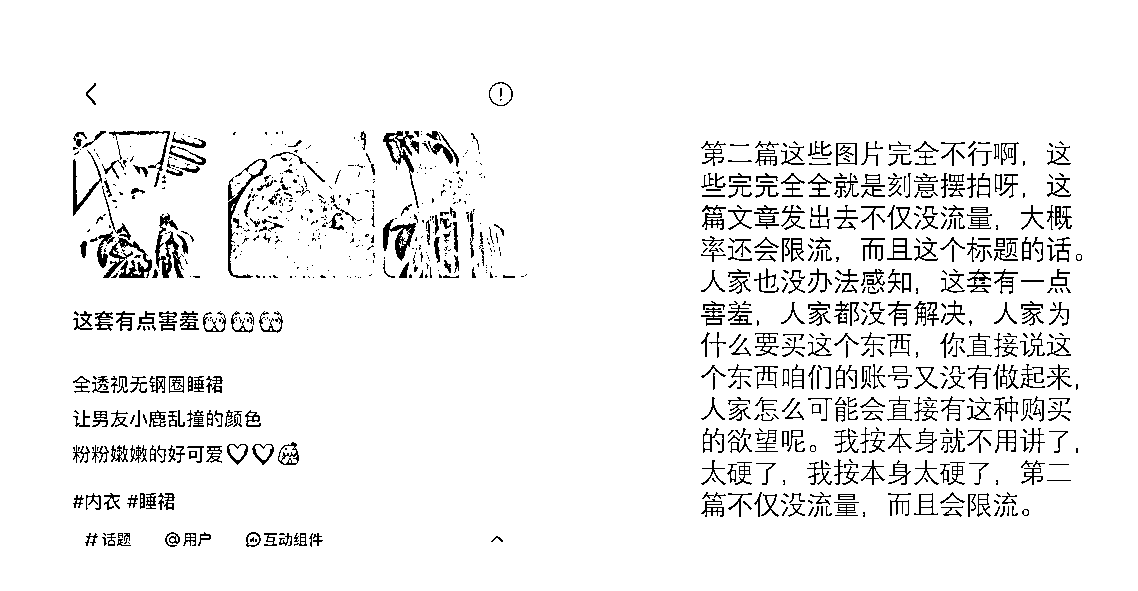 这套有点害羞🙈🙈🙈
全透视无钢圈睡裙
让男友小鹿乱撞的颜色
粉粉嫩嫩的好可爱♡♡
#内衣 #睡裙
# 话题 @用户 互动组件
第二篇这些图片完全不行啊，这
些完完全全就是刻意摆拍呀，这
篇文章发出去不仅没流量，大概
率还会限流，而且这个标题的话。
人家也没办法感知，这套有一点
害羞，人家都没有解决，人家为
什么要买这个东西，你直接说这
个东西咱们的账号又没有做起来，
人家怎么可能会直接有这种购买
的欲望呢。我按本身就不用讲了，
太硬了，我按本身太硬了，第二
篇不仅没流量，而且会限流。